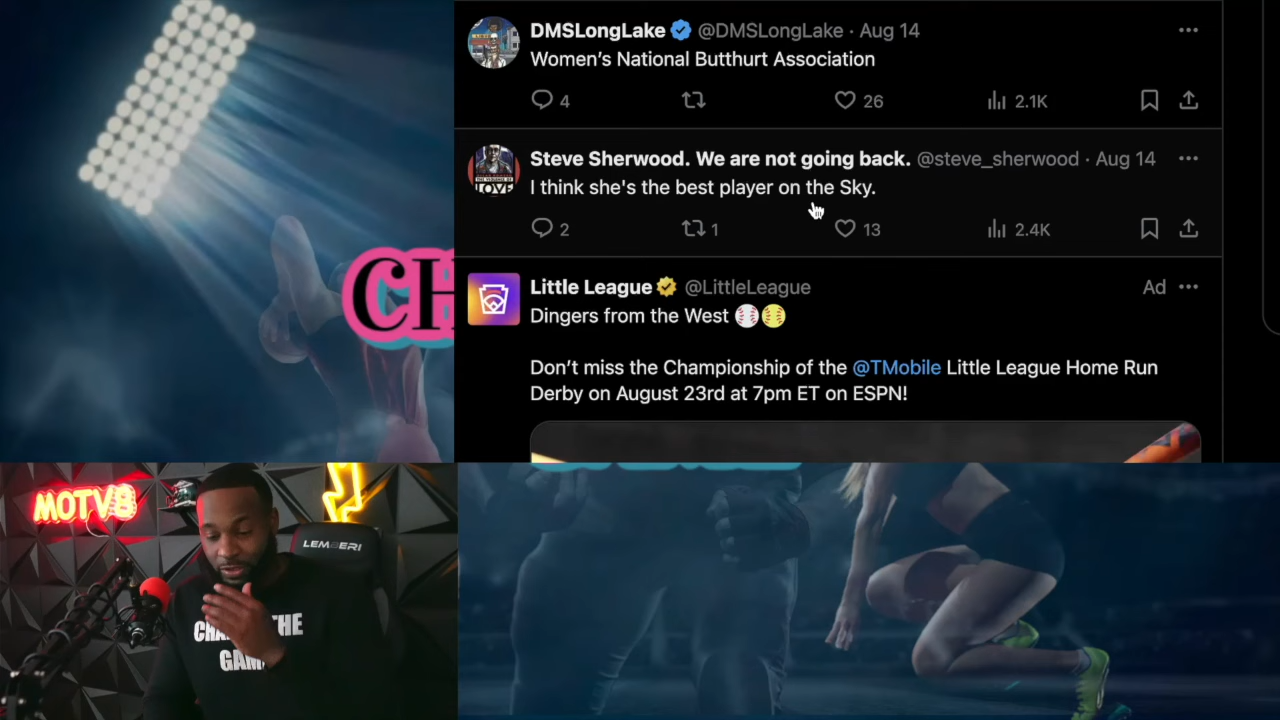 DMSLongLake @DMSLongLake · Aug 14
Women's National Butthurt Association
4 26 2.1K
Steve Sherwood. We are not going back. @steve_sherwood · Aug 14
I think she's the best player on the Sky.
2 1 13 2.4K
CH
Little League @LittleLeague Ad
Dingers from the West ⚾🥎
Don't miss the Championship of the @TMobile Little League Home Run
Derby on August 23rd at 7pm ET on ESPN!
MOTV8
LEMBERI
THE
GAM